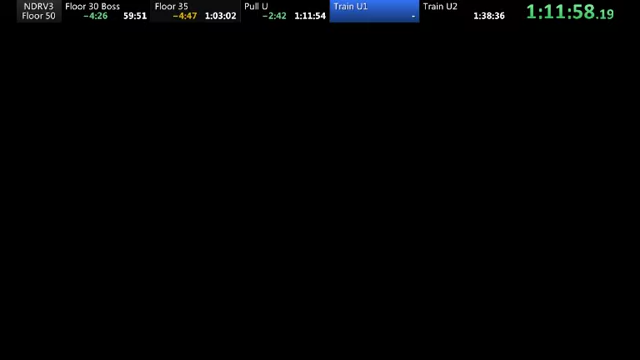 NDRV3
Floor 50
Floor 30 Boss
−4:26 59:51
Floor 35
−4:47 1:03:02
Pull U
−2:42 1:11:54
Train U1
-
Train U2
1:38:36
1:11:58.19